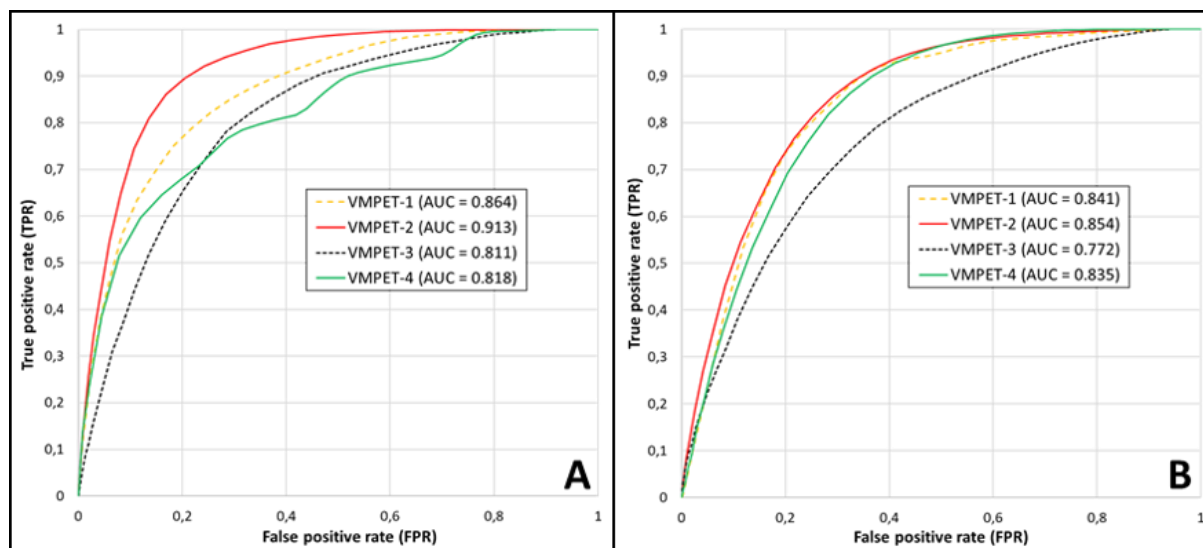 True positive rate (TPR)
1
0,9
0,8
0,7
0,6
0,5
0,4
0,3
0,2
0,1
0
VMPET-1 (AUC = 0.864)
VMPET-2 (AUC = 0.913)
VMPET-3 (AUC = 0.811)
VMPET-4 (AUC = 0.818)
A
0 0,2 0,4 0,6 0,8 1
False positive rate (FPR)
True positive rate (TPR)
1
0,9
0,8
0,7
0,6
0,5
0,4
0,3
0,2
0,1
0
VMPET-1 (AUC = 0.841)
VMPET-2 (AUC = 0.854)
VMPET-3 (AUC = 0.772)
VMPET-4 (AUC = 0.835)
B
0 0,2 0,4 0,6 0,8 1
False positive rate (FPR)